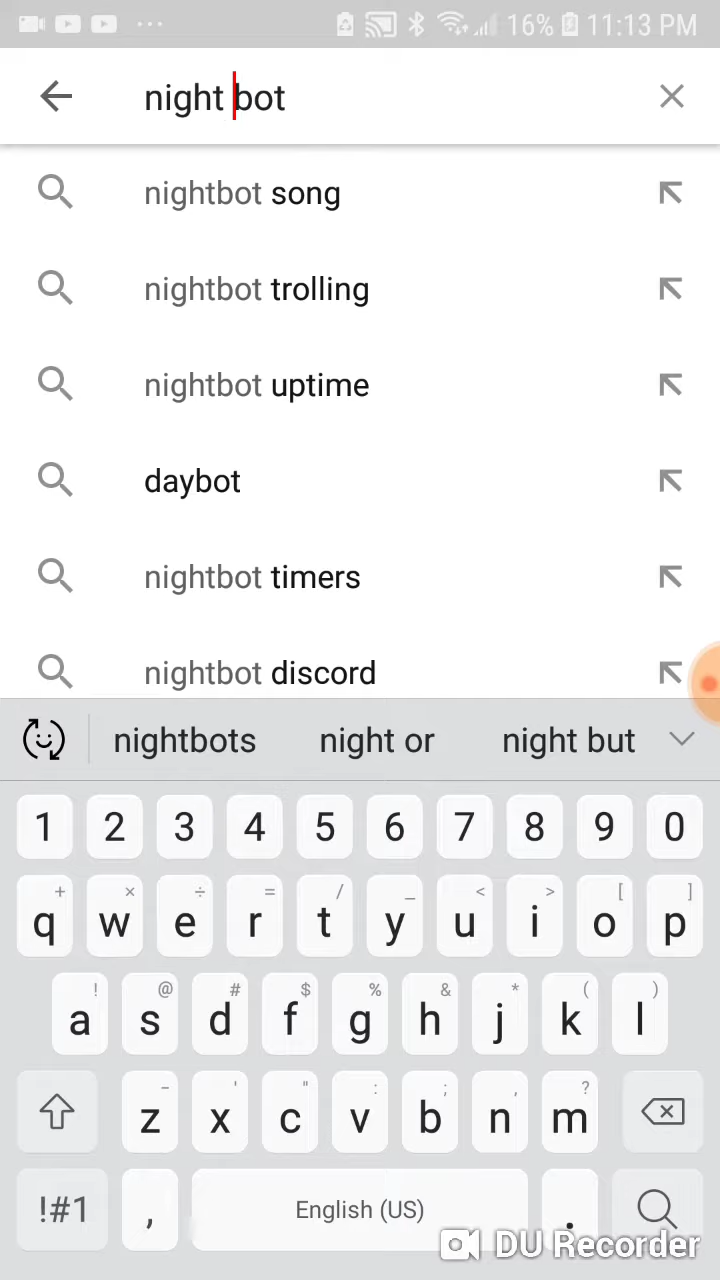 16% 11:13 PM
night bot
nightbot song
nightbot trolling
nightbot uptime
daybot
nightbot timers
nightbot discord
nightbots night or night but
1 2 3 4 5 6 7 8 9 0
+ × ÷ = / _ < > [ ]
q w e r t y u i o p
! @ # $ % & * ( )
a s d f g h j k l
- ' " : ; , ?
z x c v b n m
!#1 , English (US) .
DU Recorder